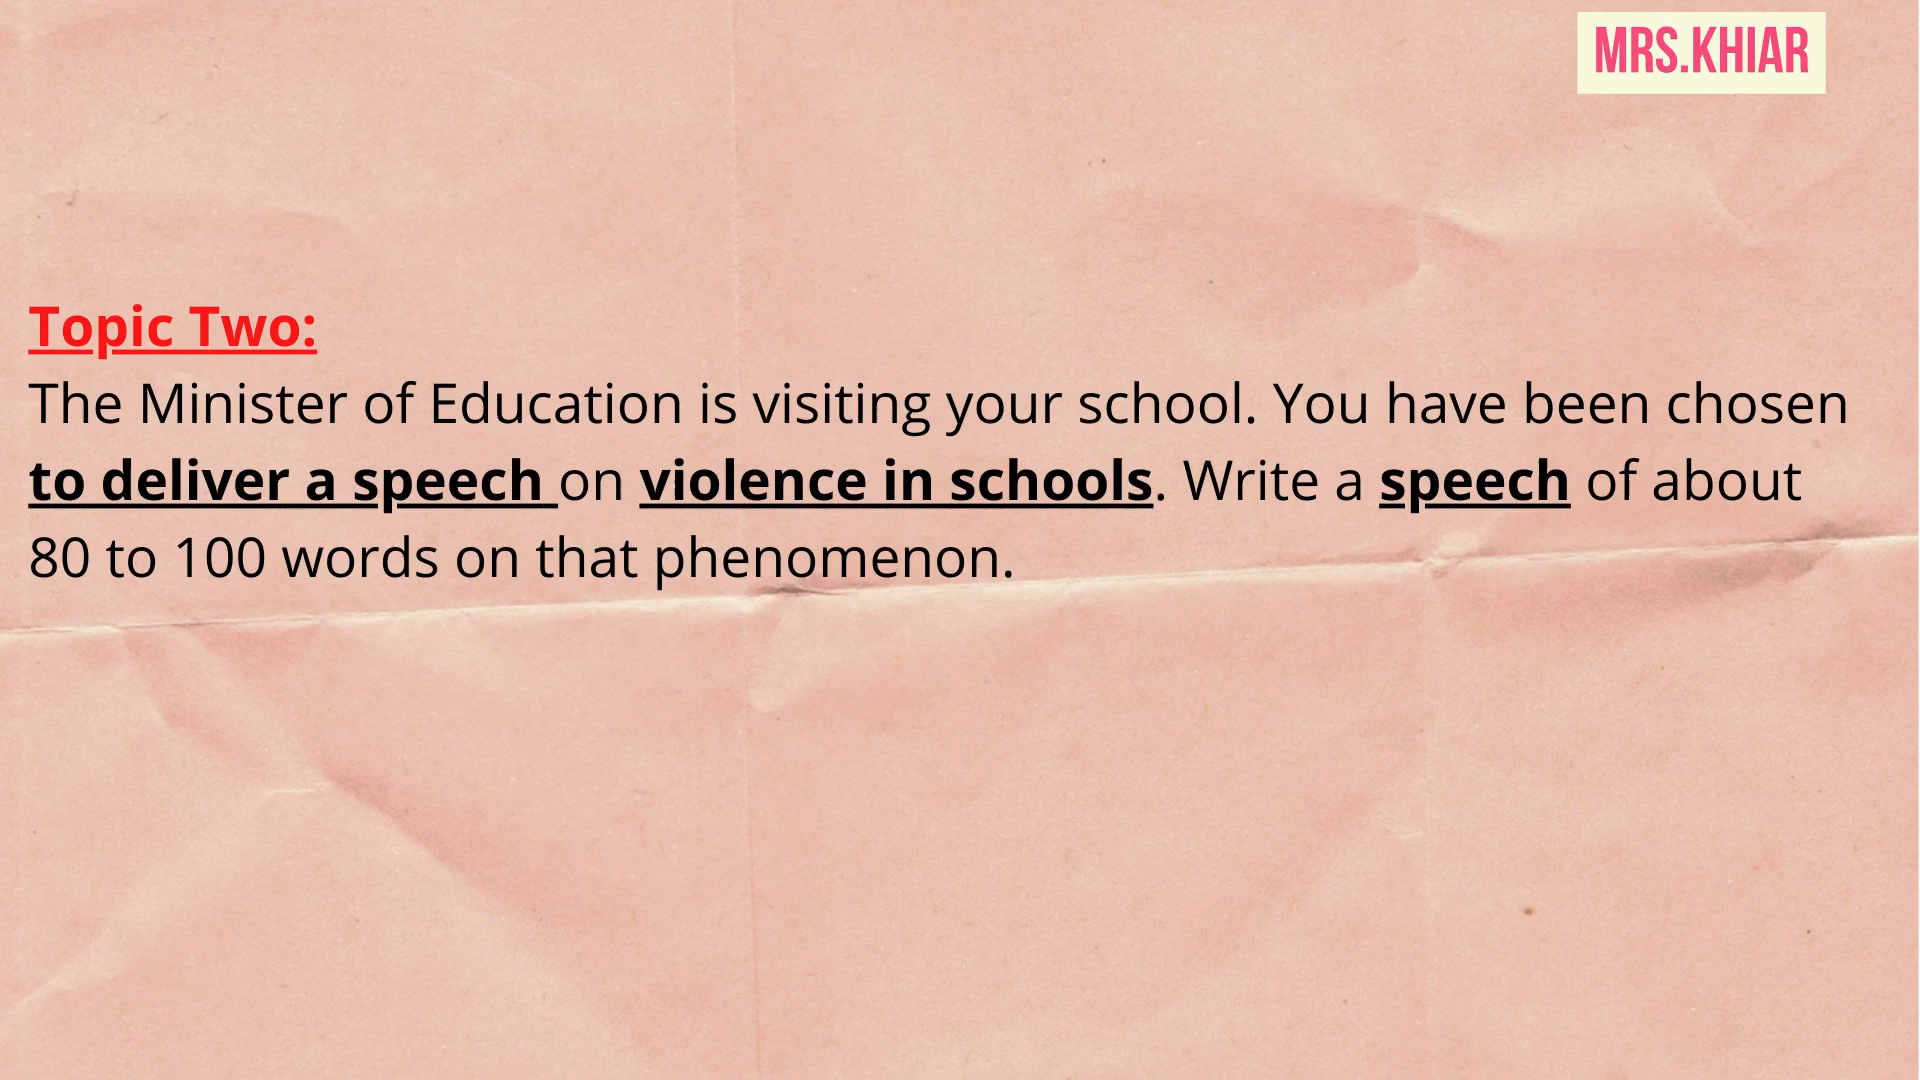 MRS.KHIAR
Topic Two:
The Minister of Education is visiting your school. You have been chosen
to deliver a speech on violence in schools. Write a speech of about
80 to 100 words on that phenomenon.